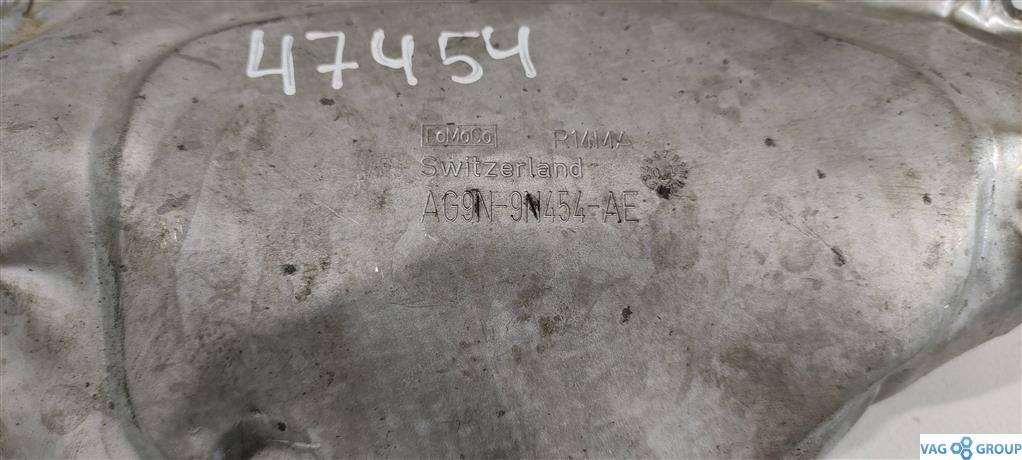 47454
FoMoCo R14MA
Switzerland
AG9N-9N454-AE
VAG GROUP